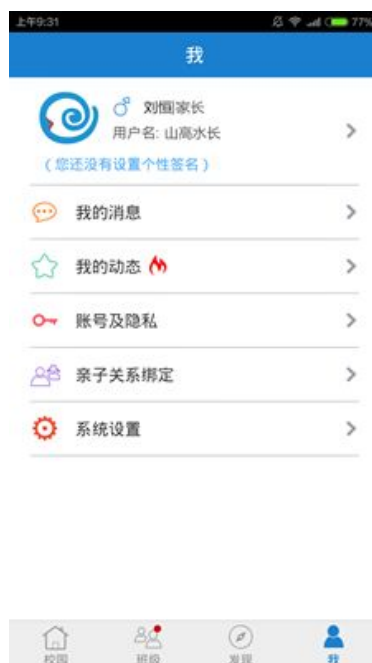 上午9:31
77%
我
刘恒家长
用户名: 山高水长
(您还没有设置个性签名)
我的消息
我的动态
账号及隐私
亲子关系绑定
系统设置
校园
班级
发现
我